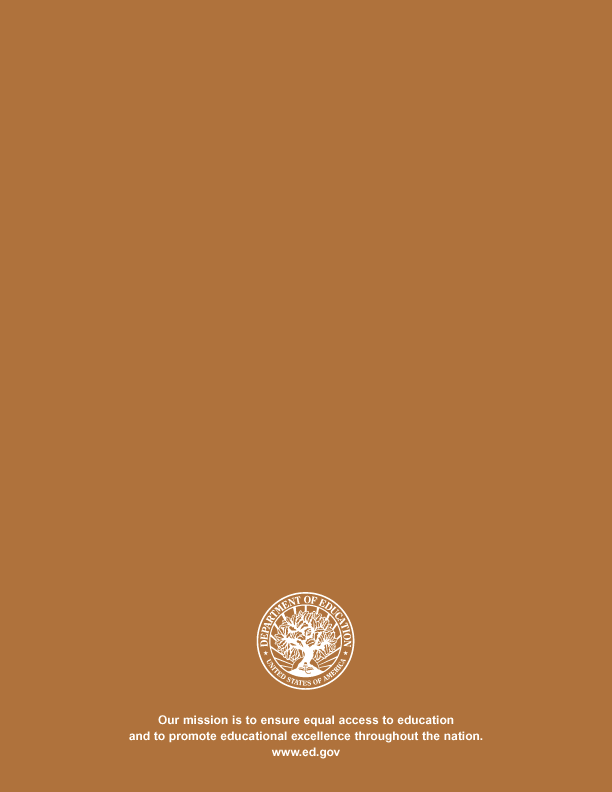 DEPARTMENT OF EDUCATION
UNITED STATES OF AMERICA
Our mission is to ensure equal access to education
and to promote educational excellence throughout the nation.
www.ed.gov